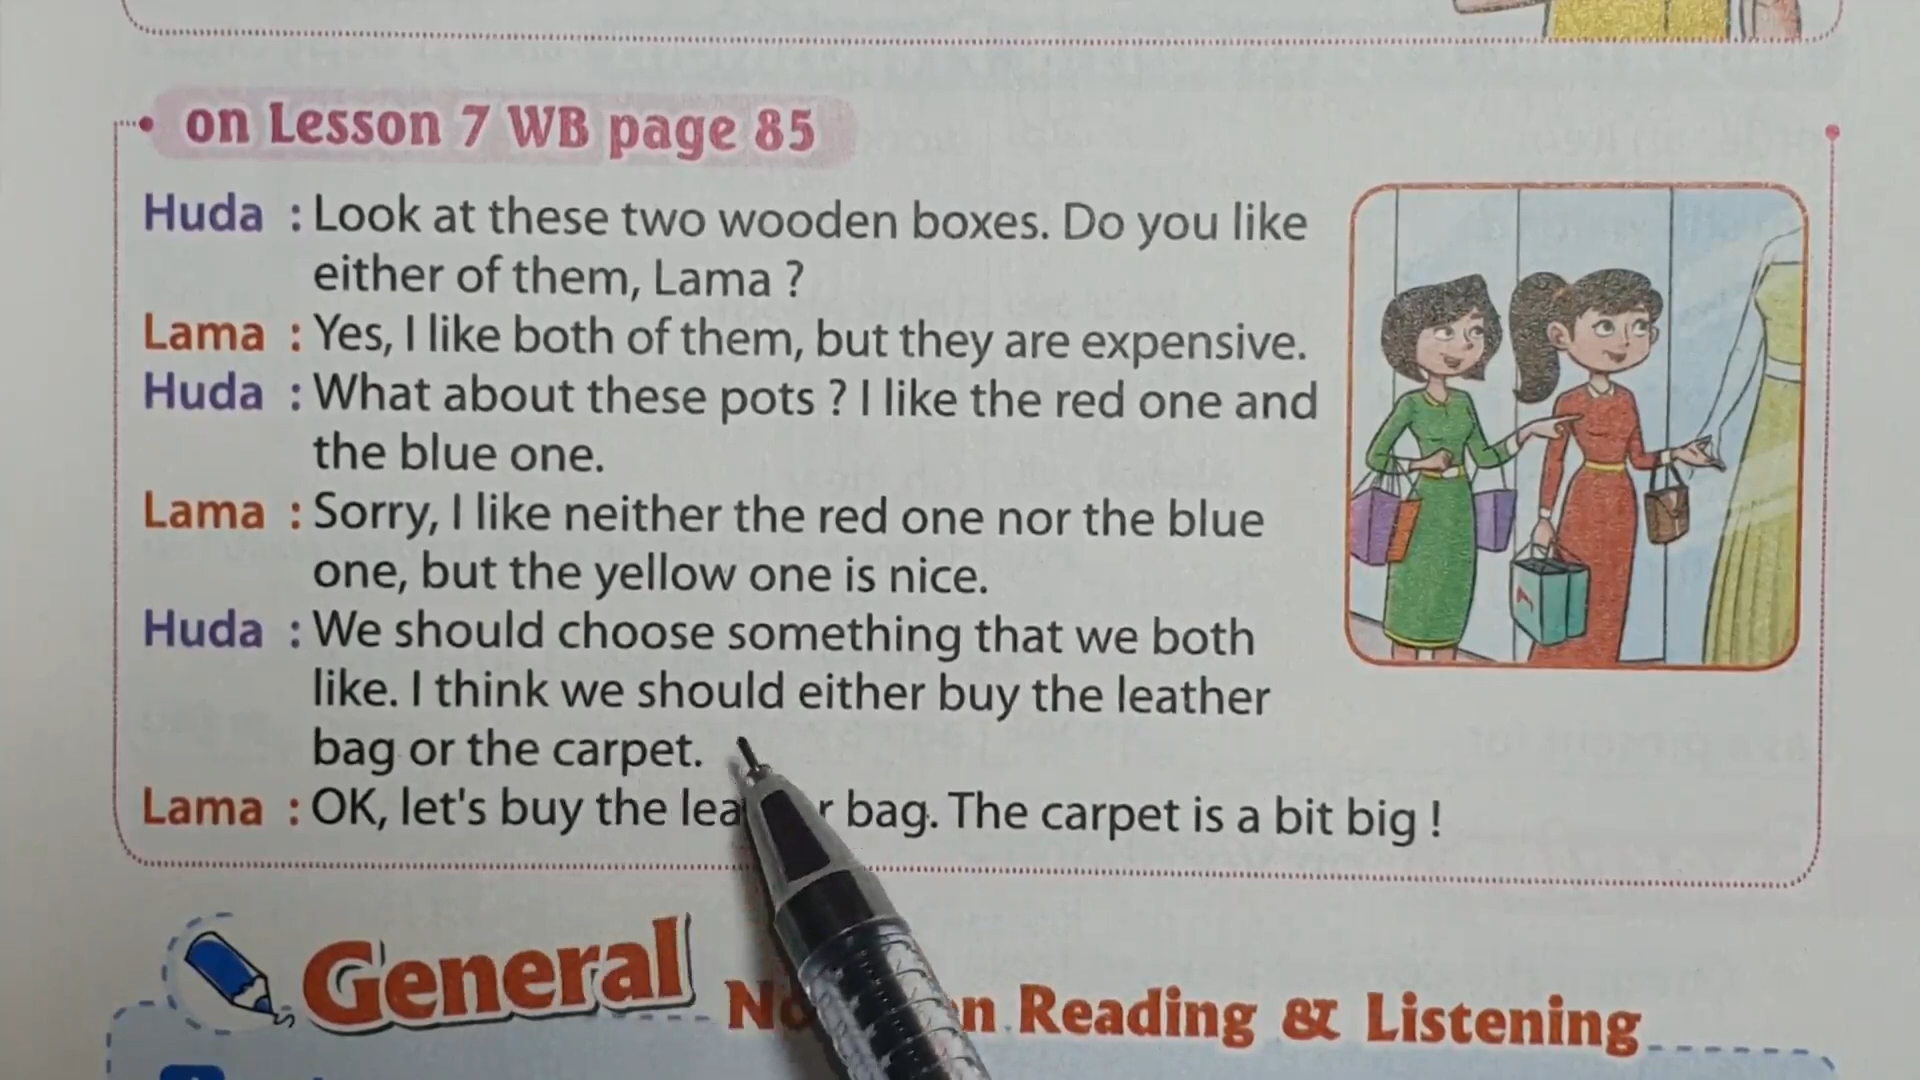 on Lesson 7 WB page 85
Huda : Look at these two wooden boxes. Do you like
either of them, Lama ?
Lama : Yes, I like both of them, but they are expensive.
Huda : What about these pots ? I like the red one and
the blue one.
Lama : Sorry, I like neither the red one nor the blue
one, but the yellow one is nice.
Huda : We should choose something that we both
like. I think we should either buy the leather
bag or the carpet.
Lama : OK, let's buy the bag. The carpet is a bit big !
General
Reading & Listening